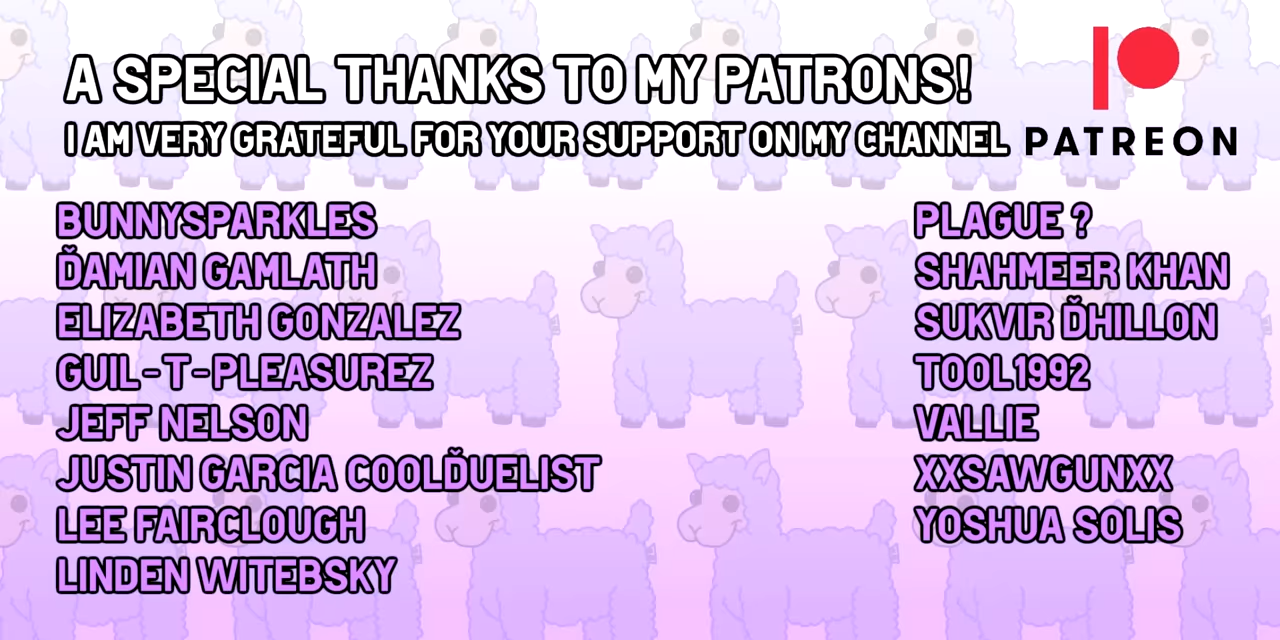 A SPECIAL THANKS TO MY PATRONS!
I AM VERY GRATEFUL FOR YOUR SUPPORT ON MY CHANNEL
PATREON
BUNNYSPARKLES
ĎAMIAN GAMLATH
ELIZABETH GONZALEZ
GUIL-T-PLEASUREZ
JEFF NELSON
JUSTIN GARCIA COOLĎUELIST
LEE FAIRCLOUGH
LINDEN WITEBSKY
PLAGUE ?
SHAHMEER KHAN
SUKVIR ĎHILLON
TOOL1992
VALLIE
XXSAWGUNXX
YOSHUA SOLIS